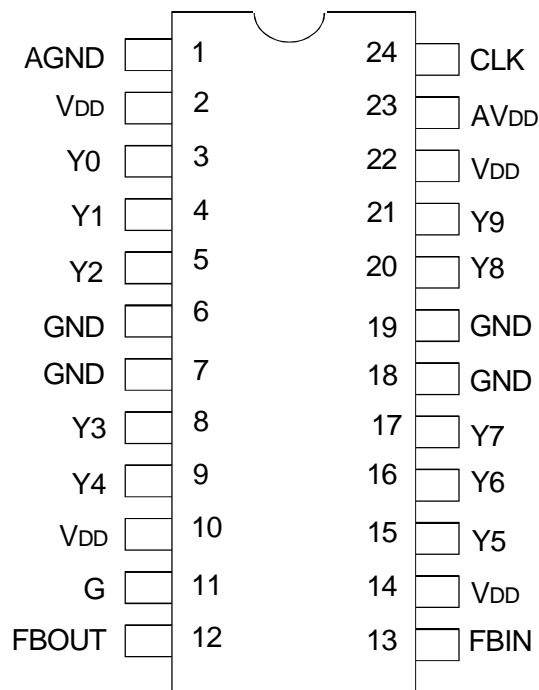 AGND 1 24 CLK
VDD 2 23 AVDD
Y0 3 22 VDD
Y1 4 21 Y9
Y2 5 20 Y8
GND 6 19 GND
GND 7 18 GND
Y3 8 17 Y7
Y4 9 16 Y6
VDD 10 15 Y5
G 11 14 VDD
FBOUT 12 13 FBIN